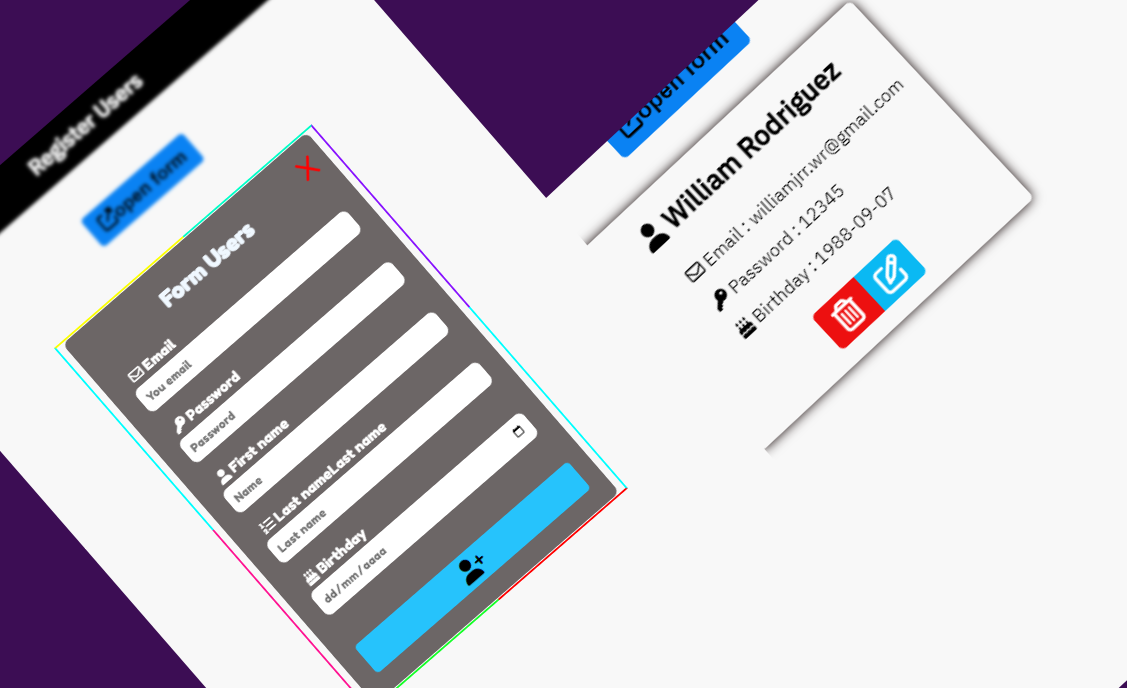 Register Users
open form
Form Users
Email
You email
Password
Password
First name
Name
Last nameLast name
Last name
Birthday
dd/mm/aaaa
open form
William Rodriguez
Email : williamjrr.wr@gmail.com
Password : 12345
Birthday : 1988-09-07